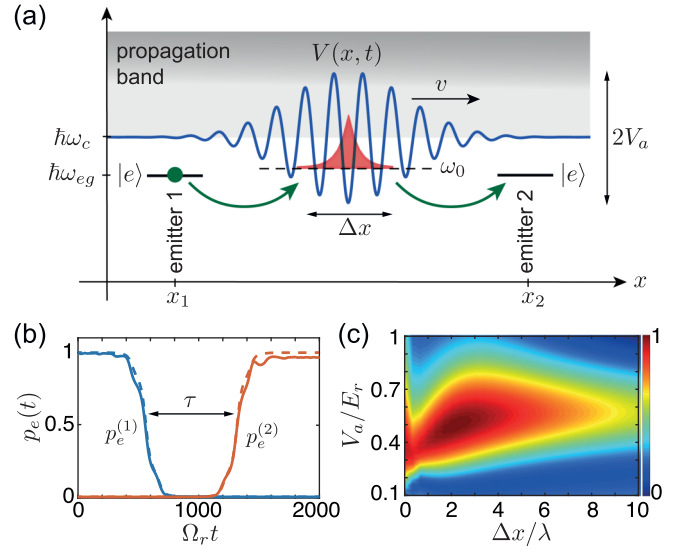 (a)
propagation
band
V(x, t)
v
ħω_c
2V_a
ħω_eg
|e⟩
ω_0
|e⟩
emitter 1
Δx
emitter 2
x_1
x_2
x
(b)
(c)
1
0.5
0
p_e(t)
p_e^(1)
τ
p_e^(2)
0
1000
2000
Ω_r t
1
0.7
0.4
0.1
V_a/E_r
0
2
4
6
8
10
Δx/λ
1
0